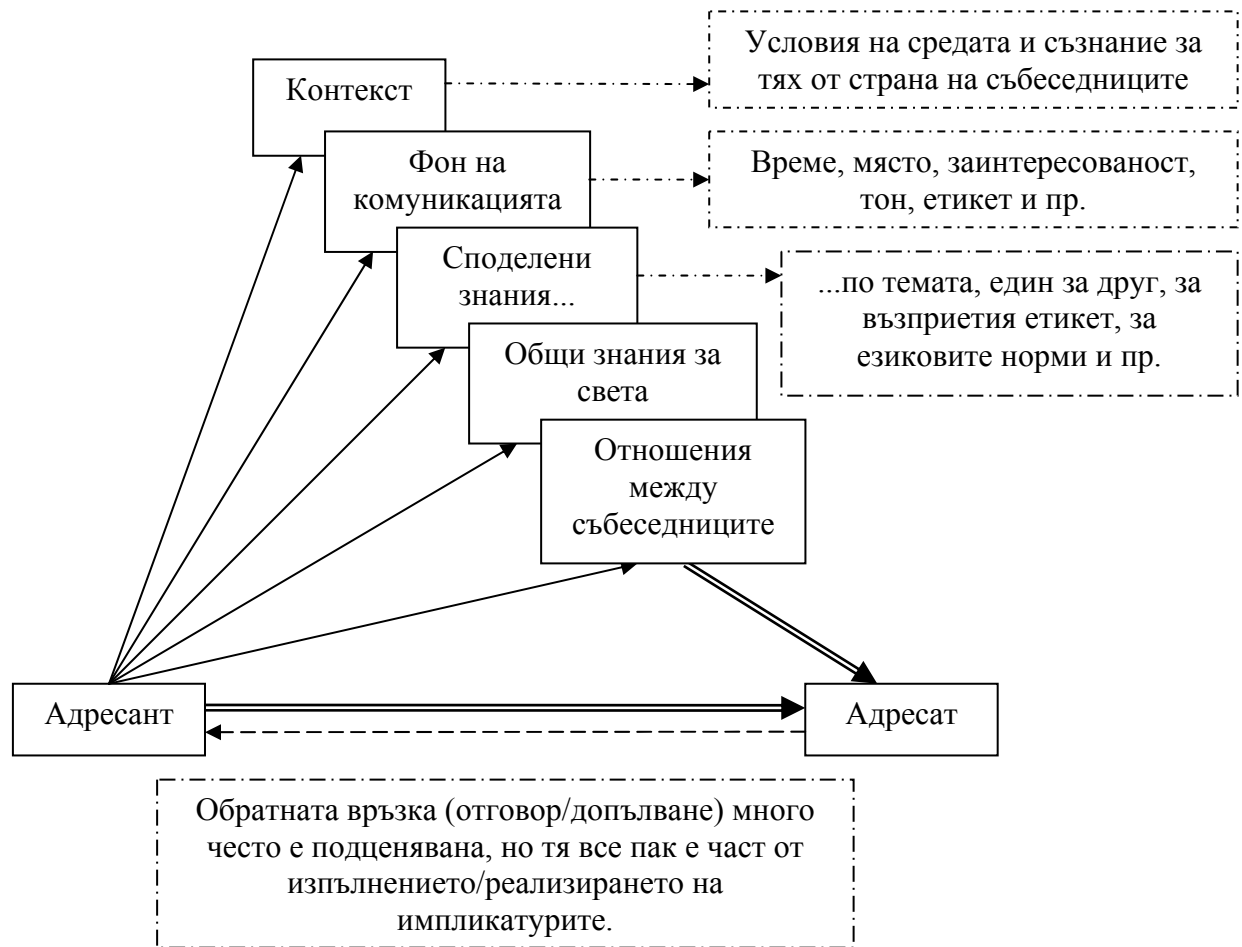 Контекст
Условия на средата и съзнание за
тях от страна на събеседниците
Фон на
комуникацията
Време, място, заинтересованост,
тон, етикет и пр.
Споделени
знания...
...по темата, един за друг, за
възприетия етикет, за
езиковите норми и пр.
Общи знания за
света
Отношения
между
събеседниците
Адресант
Адресат
Обратната връзка (отговор/допълване) много
често е подценявана, но тя все пак е част от
изпълнението/реализирането на
импликатурите.